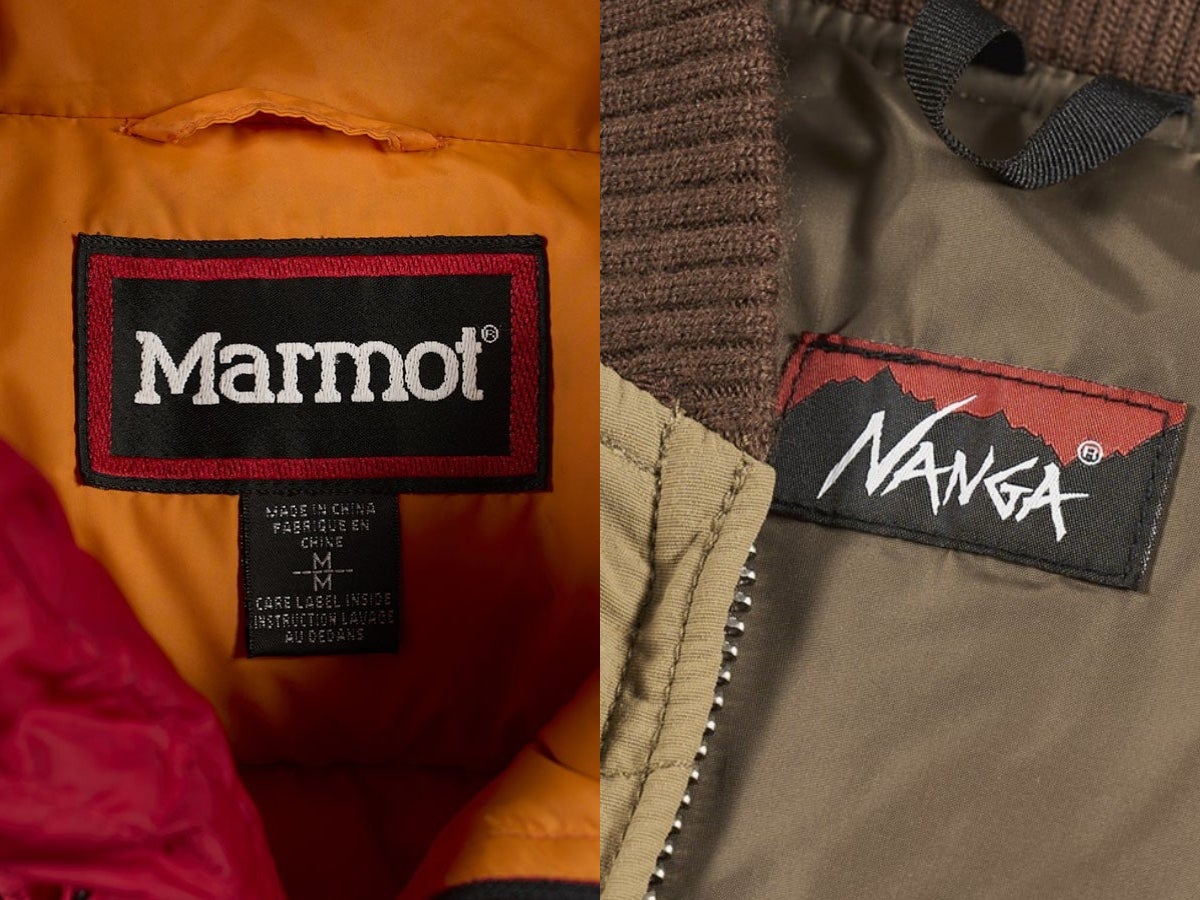 Marmot®
MADE IN CHINA
FABRIQUE EN
CHINE
M
M
CARE LABEL INSIDE
INSTRUCTION LAVAGE
AU DEDANS
NANGA®